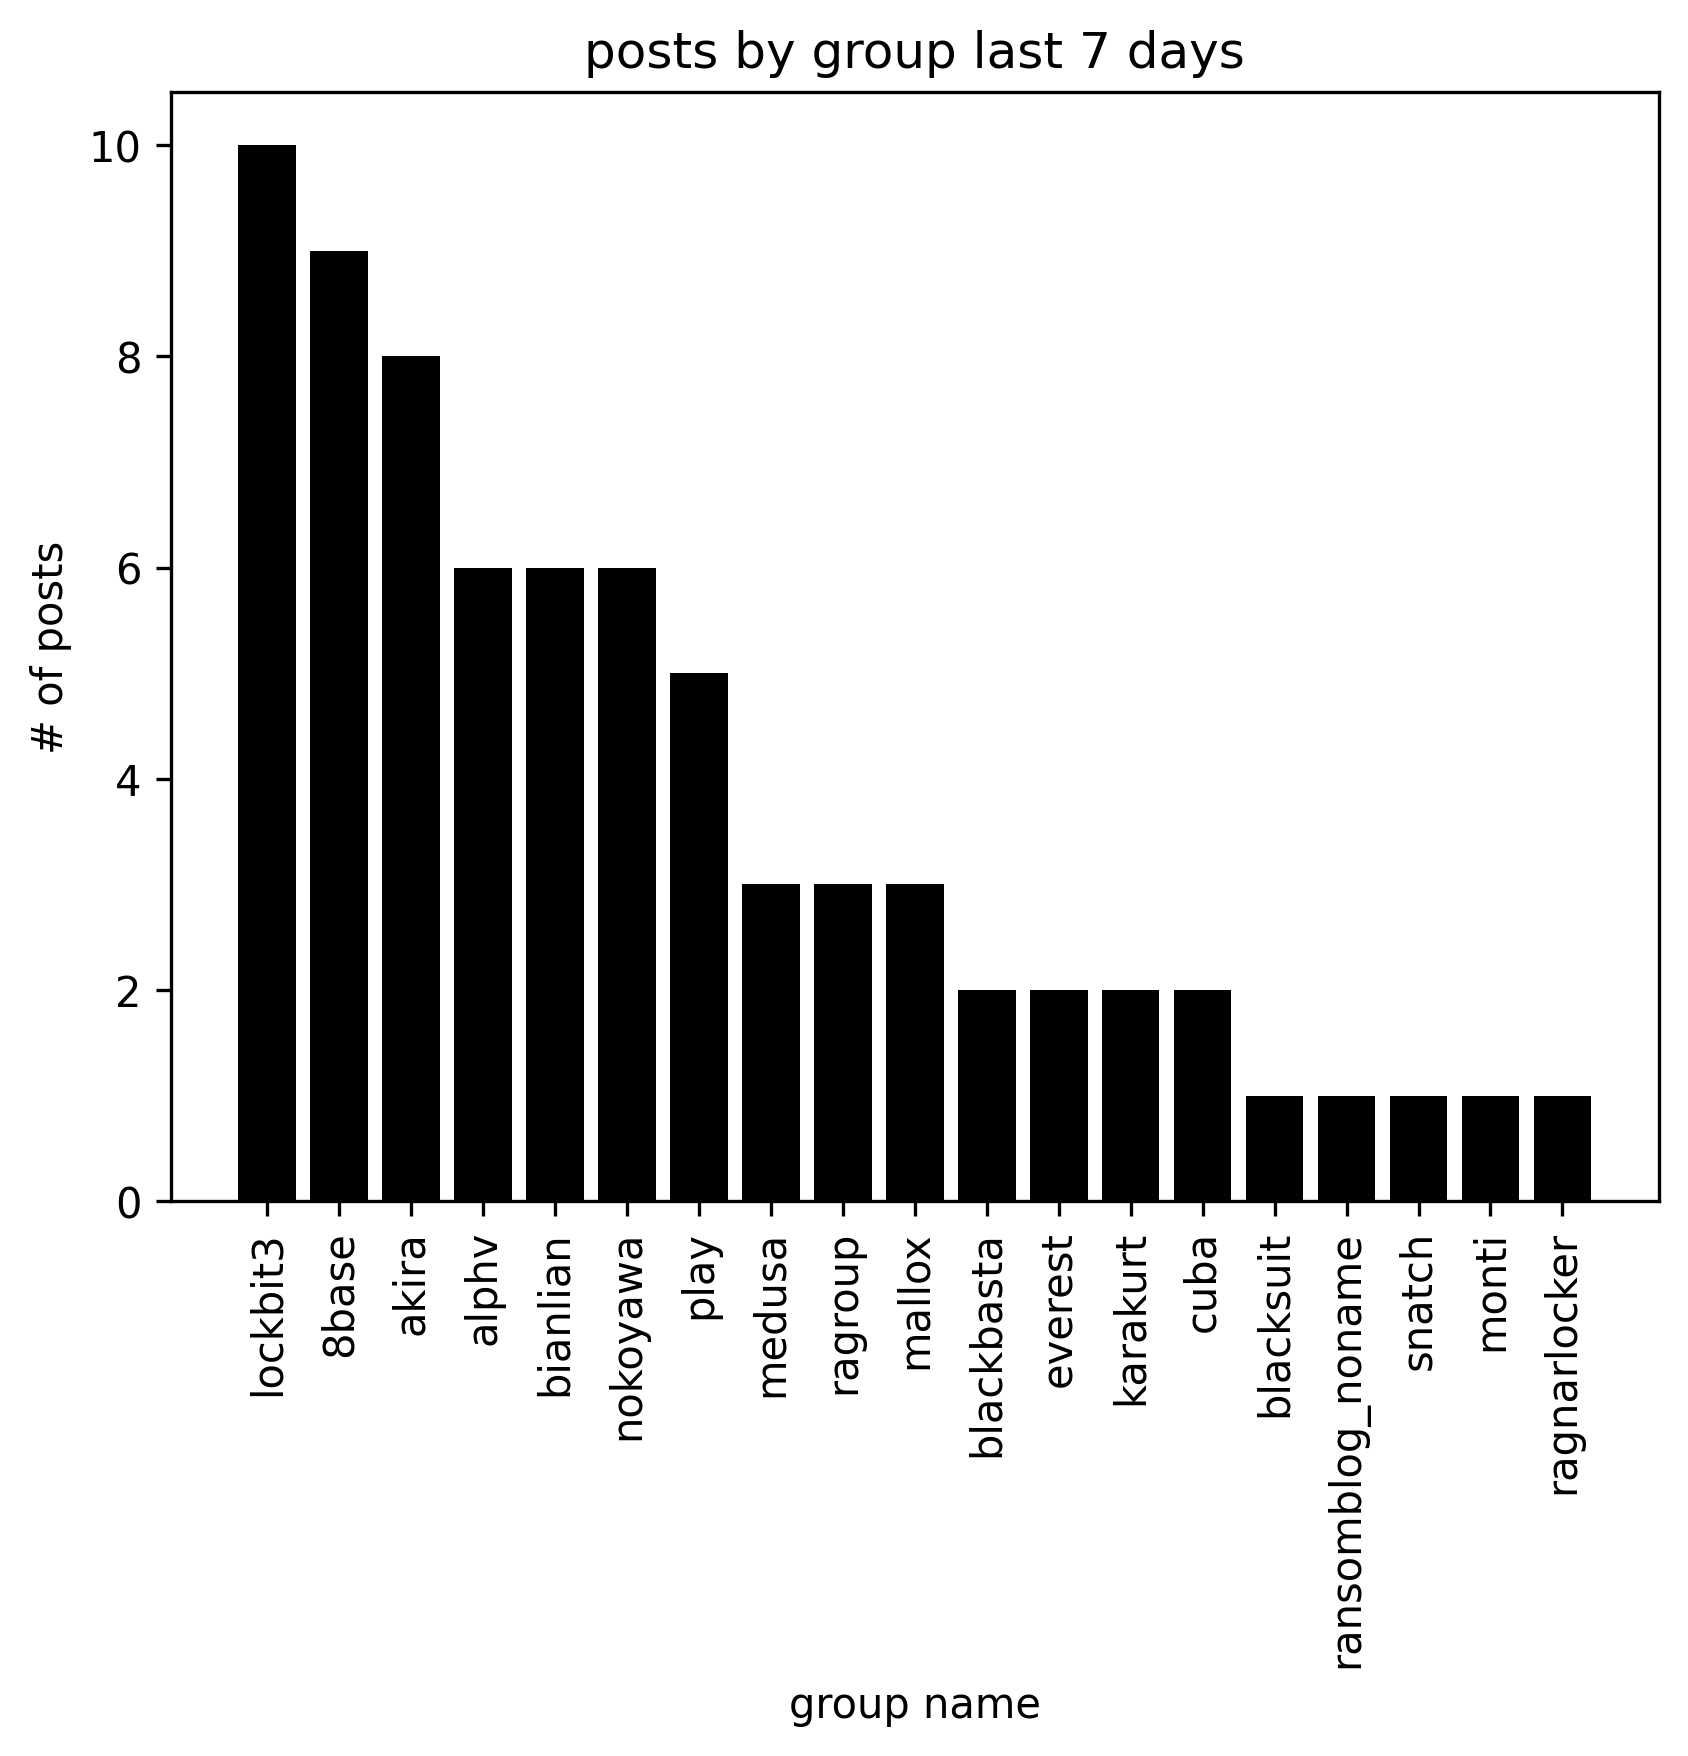 posts by group last 7 days
# of posts
10
8
6
4
2
0
lockbit3
8base
akira
alphv
bianlian
nokoyawa
play
medusa
ragroup
mallox
blackbasta
everest
karakurt
cuba
blacksuit
ransomblog_noname
snatch
monti
ragnarlocker
group name